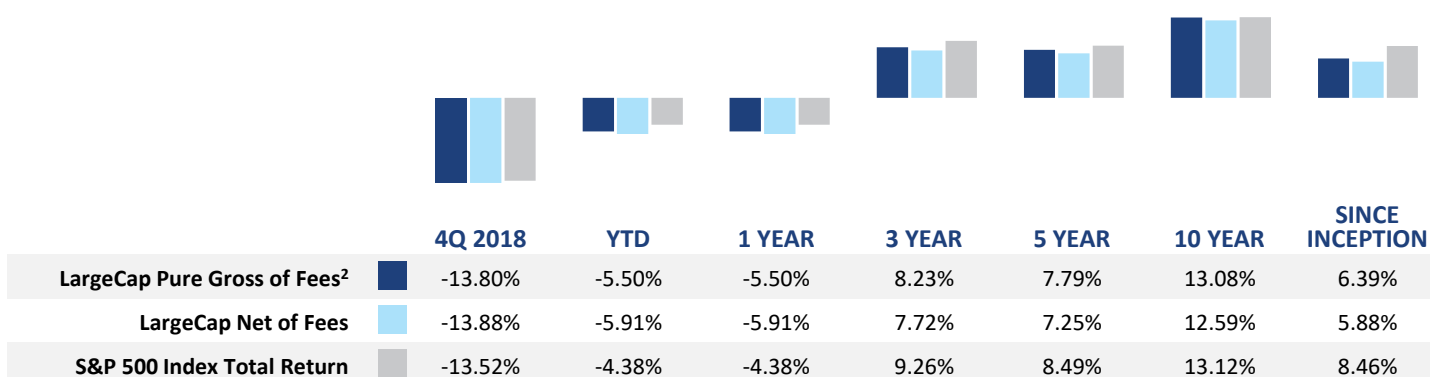 4Q 2018 YTD 1 YEAR 3 YEAR 5 YEAR 10 YEAR SINCE INCEPTION
LargeCap Pure Gross of Fees² -13.80% -5.50% -5.50% 8.23% 7.79% 13.08% 6.39%
LargeCap Net of Fees -13.88% -5.91% -5.91% 7.72% 7.25% 12.59% 5.88%
S&P 500 Index Total Return -13.52% -4.38% -4.38% 9.26% 8.49% 13.12% 8.46%